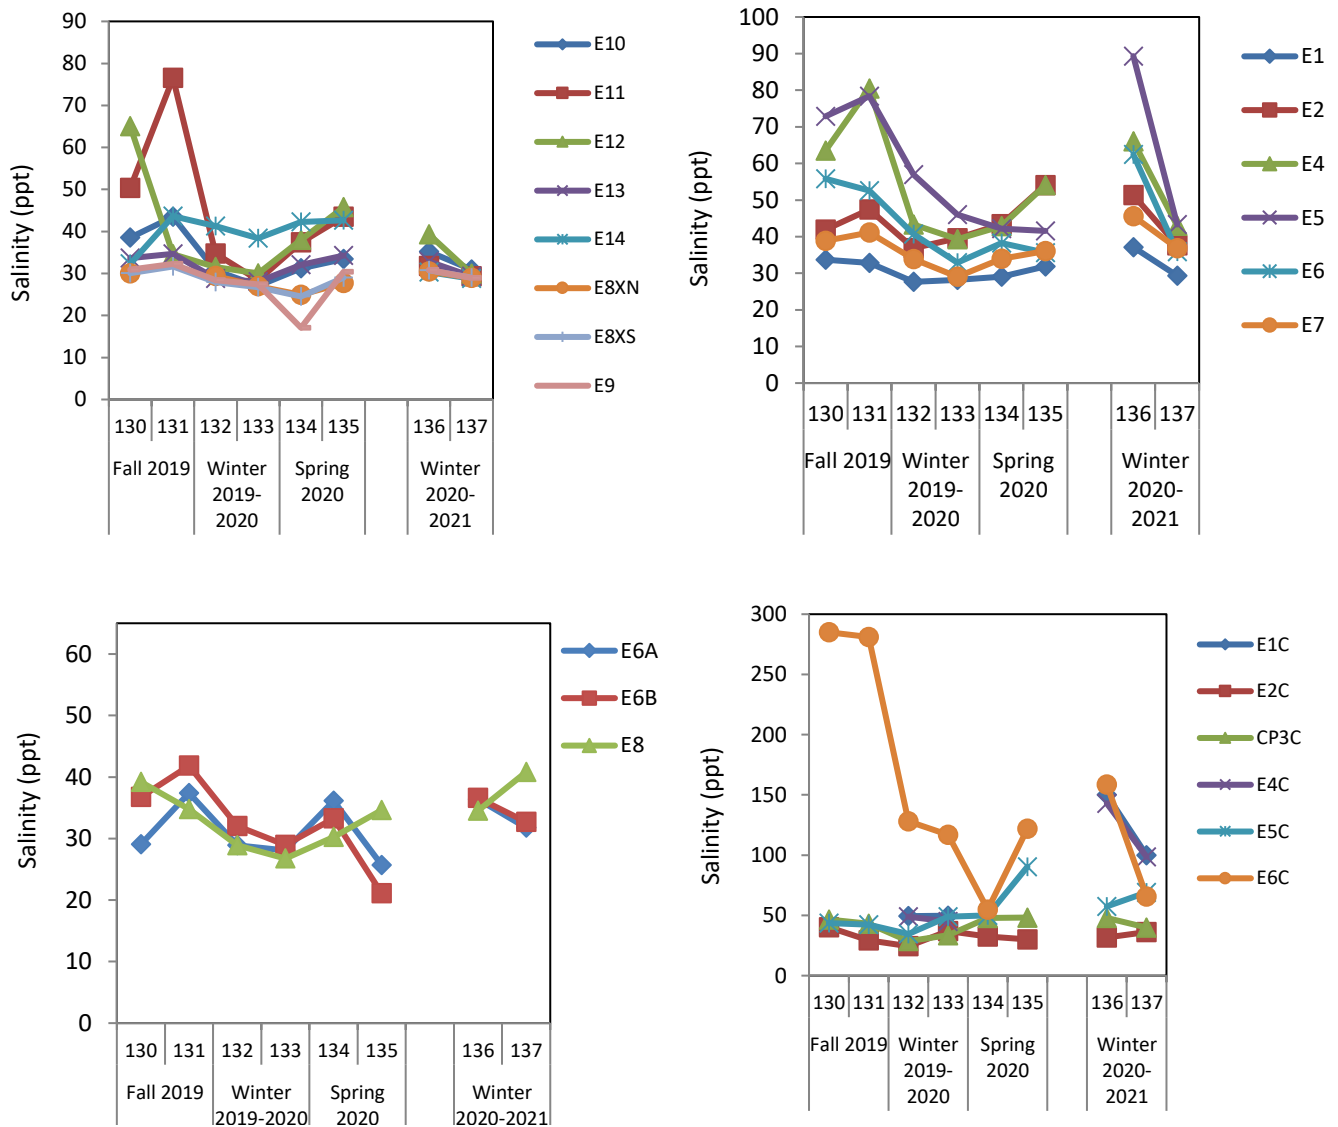 90
80
70
60
50
40
30
20
10
0
Salinity (ppt)
130 131 132 133 134 135 136 137
Fall 2019 Winter Spring Winter
2019- 2020 2020-
2020 2021
E10
E11
E12
E13
E14
E8XN
E8XS
E9
100
90
80
70
60
50
40
30
20
10
0
Salinity (ppt)
130 131 132 133 134 135 136 137
Fall 2019 Winter Spring Winter
2019- 2020 2020-
2020 2021
E1
E2
E4
E5
E6
E7
60
50
40
30
20
10
0
Salinity (ppt)
130 131 132 133 134 135 136 137
Fall 2019 Winter Spring Winter
2019-2020 2020 2020-2021
E6A
E6B
E8
300
250
200
150
100
50
0
Salinity (ppt)
130 131 132 133 134 135 136 137
Fall 2019 Winter Spring Winter
2019- 2020 2020-
2020 2021
E1C
E2C
CP3C
E4C
E5C
E6C